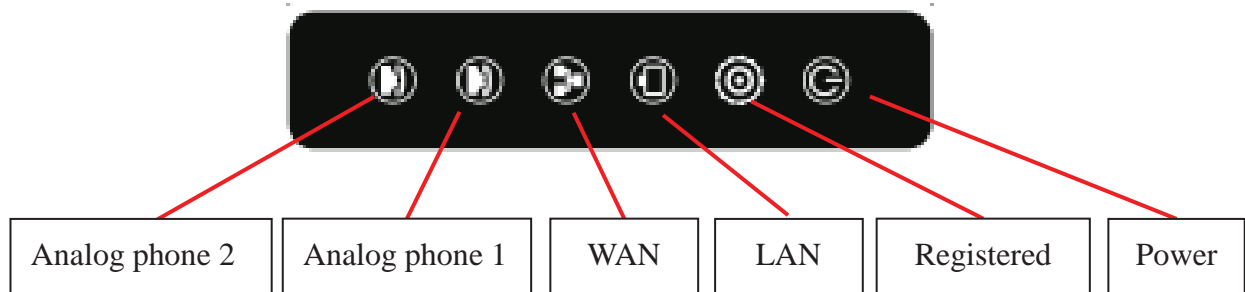 Analog phone 2
Analog phone 1
WAN
LAN
Registered
Power